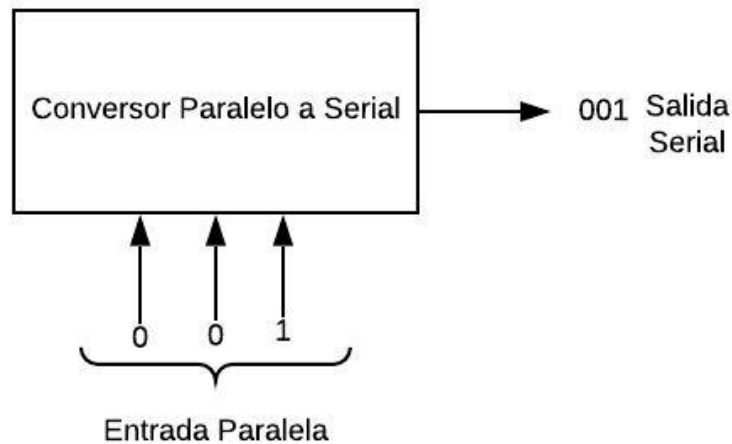 Conversor Paralelo a Serial
001 Salida
Serial
0 0 1
Entrada Paralela